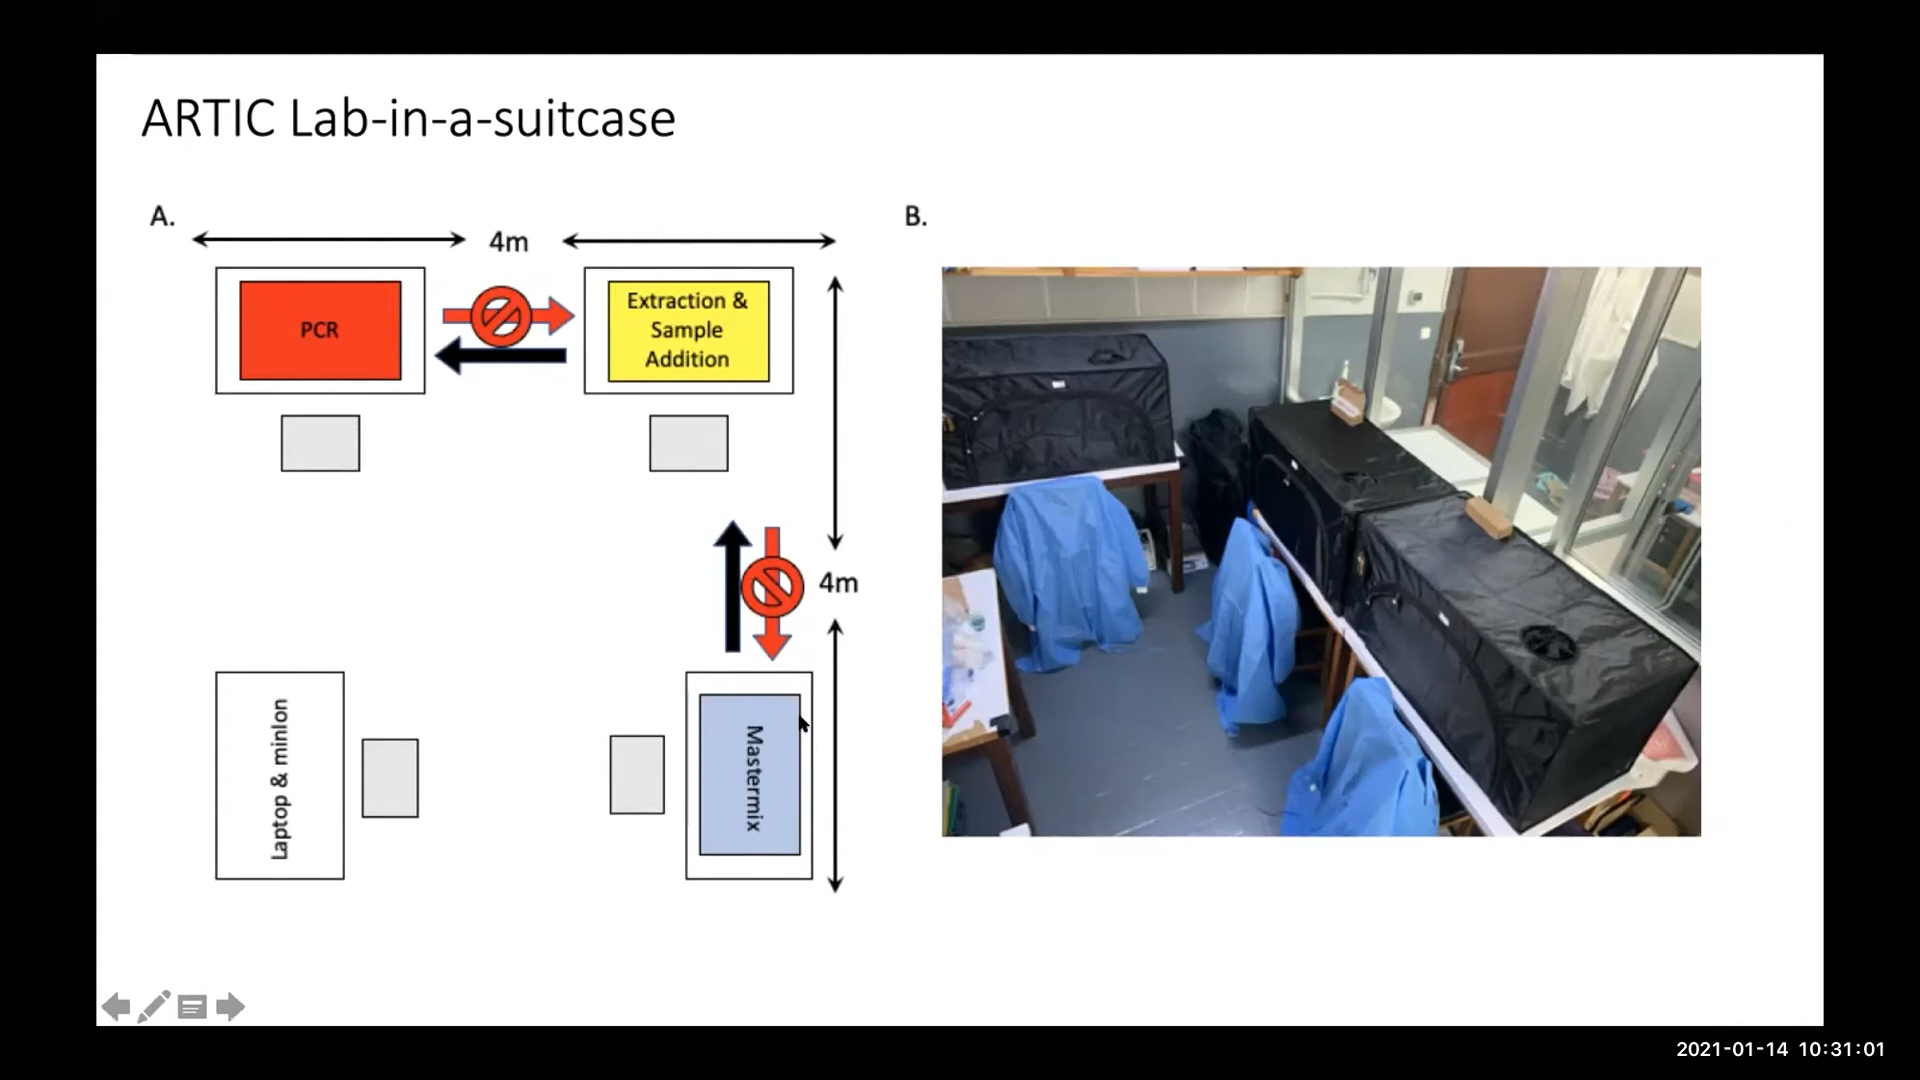 ARTIC Lab-in-a-suitcase
A.
4m
B.
PCR
Extraction &
Sample
Addition
4m
Laptop & minIon
Mastermix
2021-01-14 10:31:01